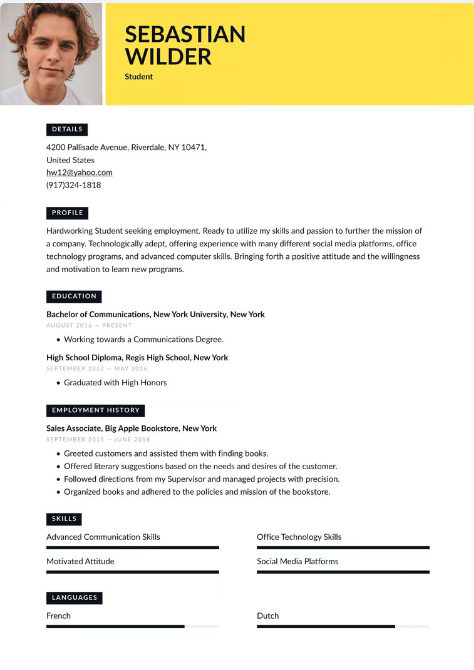 SEBASTIAN
WILDER
Student
DETAILS
4200 Pallisade Avenue, Riverdale, NY 10471,
United States
hw12@yahoo.com
(917)324-1818
PROFILE
Hardworking Student seeking employment. Ready to utilize my skills and passion to further the mission of
a company. Technologically adept, offering experience with many different social media platforms, office
technology programs, and advanced computer skills. Bringing forth a positive attitude and the willingness
and motivation to learn new programs.
EDUCATION
Bachelor of Communications, New York University, New York
AUGUST 2016 — PRESENT
• Working towards a Communications Degree.
High School Diploma, Regis High School, New York
SEPTEMBER 2012 — MAY 2016
• Graduated with High Honors
EMPLOYMENT HISTORY
Sales Associate, Big Apple Bookstore, New York
SEPTEMBER 2015 — JUNE 2018
• Greeted customers and assisted them with finding books.
• Offered literary suggestions based on the needs and desires of the customer.
• Followed directions from my Supervisor and managed projects with precision.
• Organized books and adhered to the policies and mission of the bookstore.
SKILLS
Advanced Communication Skills
Office Technology Skills
Motivated Attitude
Social Media Platforms
LANGUAGES
French
Dutch